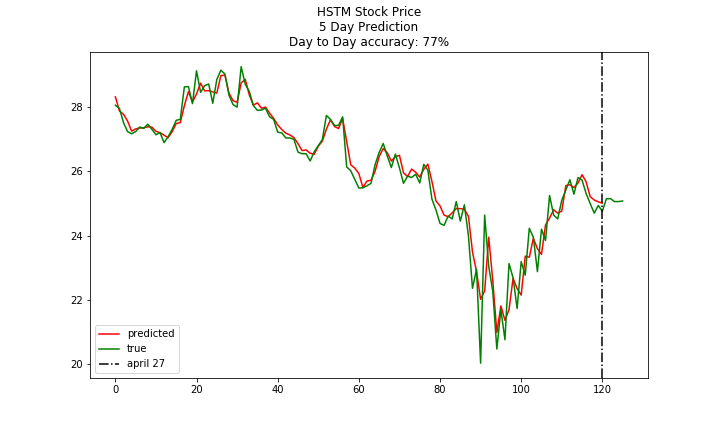 HSTM Stock Price
5 Day Prediction
Day to Day accuracy: 77%
28
26
24
22
20
predicted
true
april 27
0
20
40
60
80
100
120